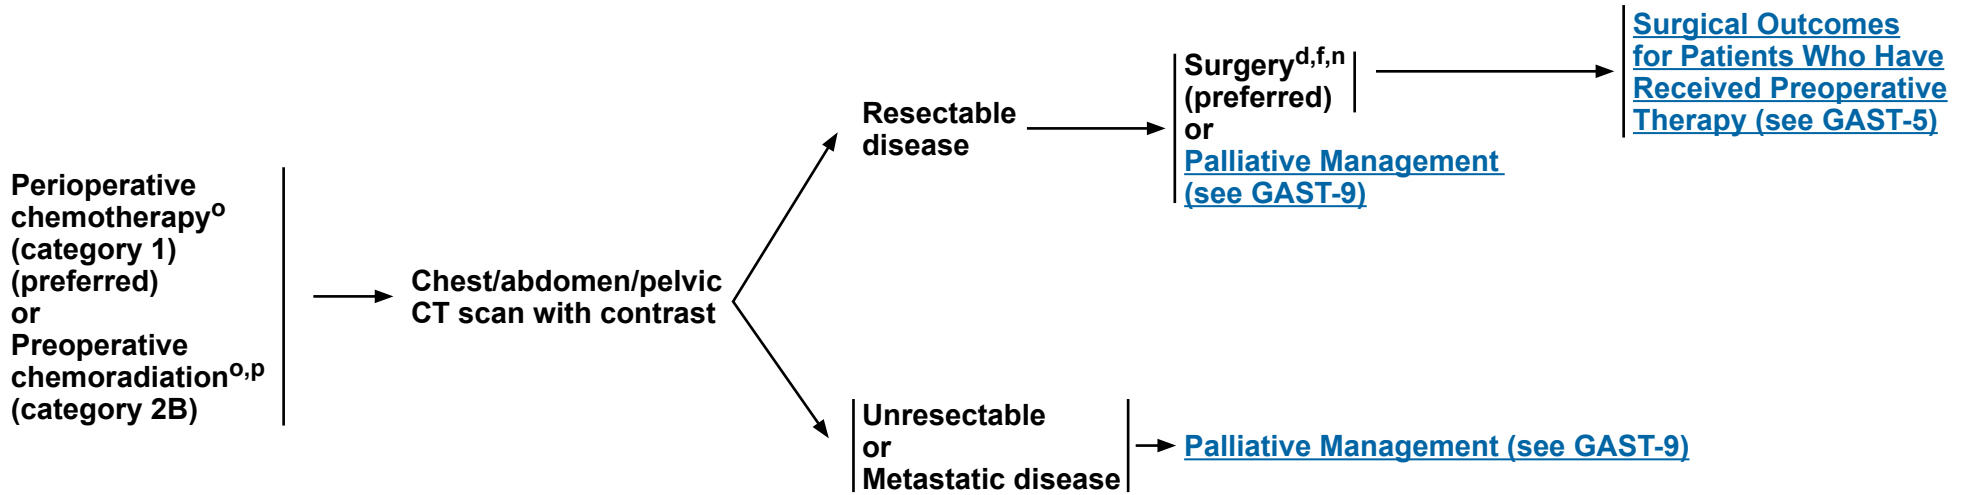 Perioperative
chemotherapyo
(category 1)
(preferred)
or
Preoperative
chemoradiationo,p
(category 2B)
Chest/abdomen/pelvic
CT scan with contrast
Resectable
disease
Surgeryd,f,n
(preferred)
or
Palliative Management
(see GAST-9)
Surgical Outcomes
for Patients Who Have
Received Preoperative
Therapy (see GAST-5)
Unresectable
or
Metastatic disease
Palliative Management (see GAST-9)